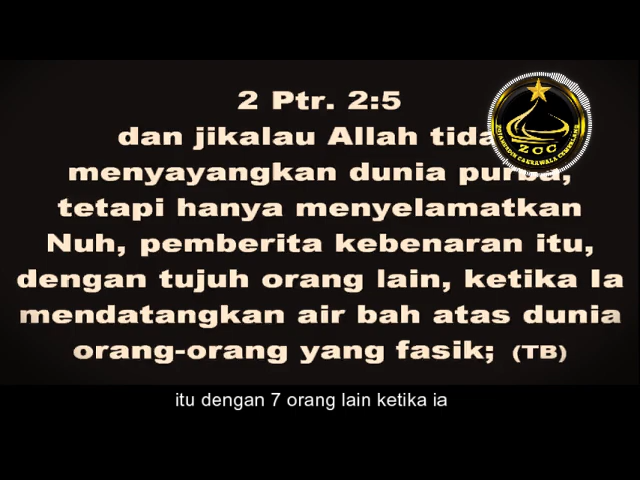 2 Ptr. 2:5
dan jikalau Allah tida
menyayangkan dunia purba,
tetapi hanya menyelamatkan
Nuh, pemberita kebenaran itu,
dengan tujuh orang lain, ketika Ia
mendatangkan air bah atas dunia
orang-orang yang fasik; (TB)
ZCC
CAKRAWALA
itu dengan 7 orang lain ketika ia